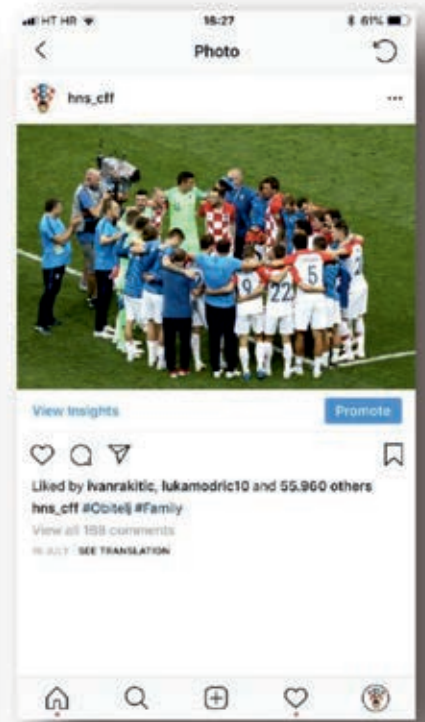 HT HR 16:27 61%
Photo
hns_cff
9 22 5
View Insights Promote
Liked by ivanrakitic, lukamodric10 and 55.960 others
hns_cff #Obitelj #Family
View all 168 comments
SEE TRANSLATION